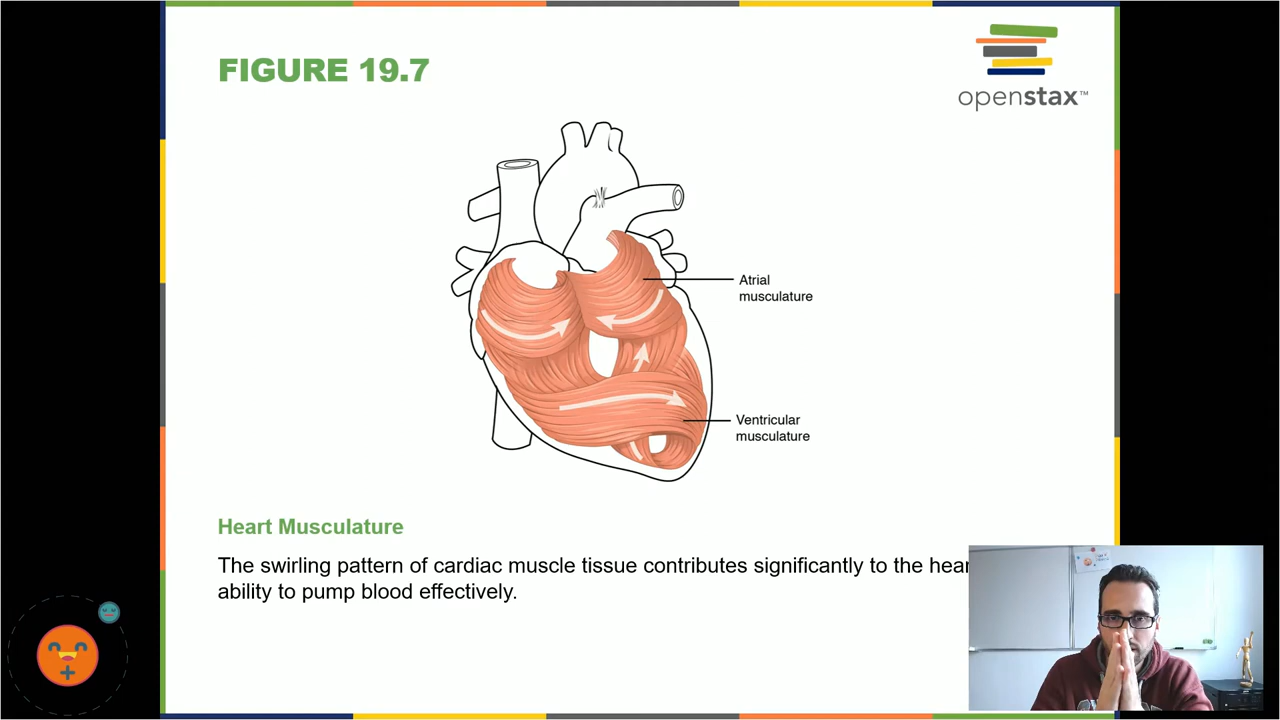 FIGURE 19.7
openstax™
Atrial
musculature
Ventricular
musculature
Heart Musculature
The swirling pattern of cardiac muscle tissue contributes significantly to the hear
ability to pump blood effectively.